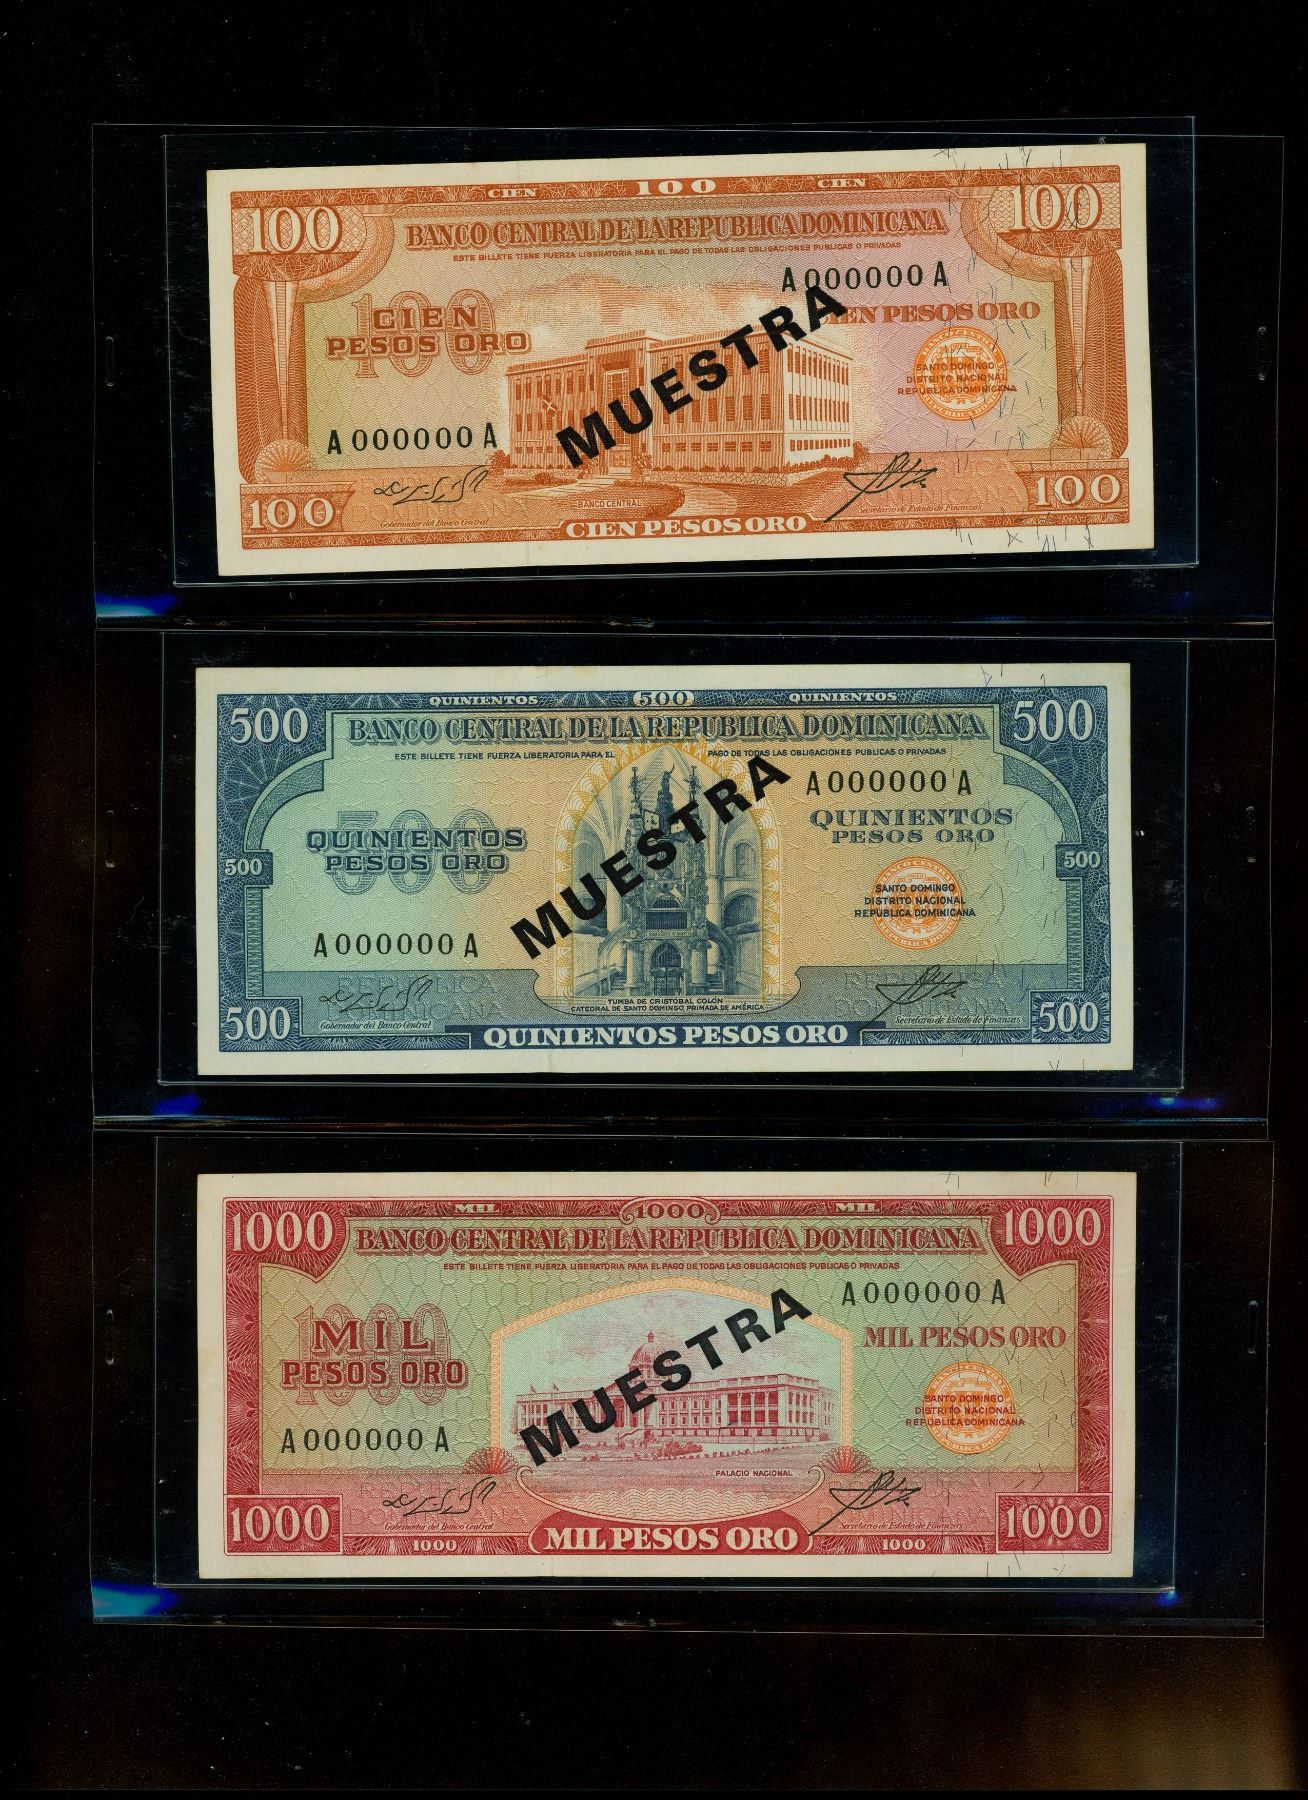 CIEN 100 CIEN
100 100
BANCO CENTRAL DE LA REPUBLICA DOMINICANA
ESTE BILLETE TIENE FUERZA LIBERATORIA PARA EL PAGO DE TODAS LAS OBLIGACIONES PUBLICAS O PRIVADAS
A000000A
100
CIEN PESOS ORO
CIEN
PESOS ORO
MUESTRA
SANTO DOMINGO
DISTRITO NACIONAL
REPUBLICA DOMINICANA
A000000A
BANCO CENTRAL
Gobernador del Banco Central
Secretario de Estado de Finanzas
100 100
CIEN PESOS ORO
QUINIENTOS 500 QUINIENTOS
500 500
BANCO CENTRAL DE LA REPUBLICA DOMINICANA
ESTE BILLETE TIENE FUERZA LIBERATORIA PARA EL PAGO DE TODAS LAS OBLIGACIONES PUBLICAS O PRIVADAS
A000000A
500
QUINIENTOS
PESOS ORO
QUINIENTOS
PESOS ORO
MUESTRA
500 500
SANTO DOMINGO
DISTRITO NACIONAL
REPUBLICA DOMINICANA
A000000A
REPUBLICA
DOMINICANA
REPUBLICA
DOMINICANA
TUMBA DE CRISTOBAL COLÓN
CATEDRAL DE SANTO DOMINGO PRIMADA DE AMÉRICA
Gobernador del Banco Central
Secretario de Estado de Finanzas
500 500
QUINIENTOS PESOS ORO
MIL 1000 MIL
1000 1000
BANCO CENTRAL DE LA REPUBLICA DOMINICANA
ESTE BILLETE TIENE FUERZA LIBERATORIA PARA EL PAGO DE TODAS LAS OBLIGACIONES PUBLICAS O PRIVADAS
A000000A
1000
MIL
PESOS ORO
MIL PESOS ORO
MUESTRA
SANTO DOMINGO
DISTRITO NACIONAL
REPUBLICA DOMINICANA
A000000A
PALACIO NACIONAL
Gobernador del Banco Central
Secretario de Estado de Finanzas
1000 1000
1000 MIL PESOS ORO 1000